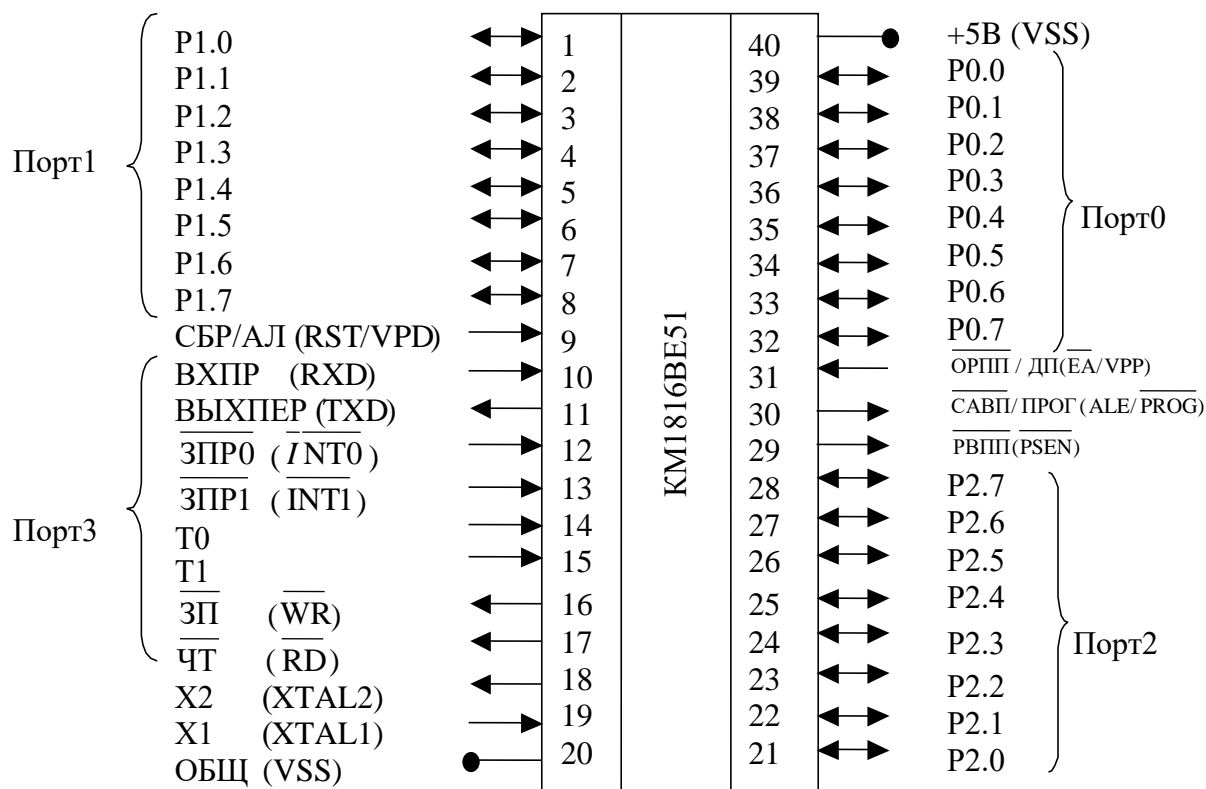 P1.0 1 40 +5В (VSS)
P1.1 2 39 P0.0
P1.2 3 38 P0.1
P1.3 4 37 P0.2
Порт1
P1.4 5 36 P0.3
P1.5 6 35 P0.4 Порт0
P1.6 7 34 P0.5
P1.7 8 33 P0.6
СБР/АЛ (RST/VPD) 9 32 P0.7
ВХПР (RXD) 10 31 ОРПП / ДП(EA/VPP)
ВЫХПЕР (TXD) 11 30 САВП/ ПРОГ (ALE/PROG)
ЗПР0 (INT0) 12 29 РВПП(PSEN)
ЗПР1 (INT1) 13 28 P2.7
Порт3
T0 14 27 P2.6
T1 15 26 P2.5
ЗП (WR) 16 25 P2.4
ЧТ (RD) 17 24 P2.3 Порт2
X2 (XTAL2) 18 23 P2.2
X1 (XTAL1) 19 22 P2.1
ОБЩ (VSS) 20 21 P2.0
КМ1816ВЕ51